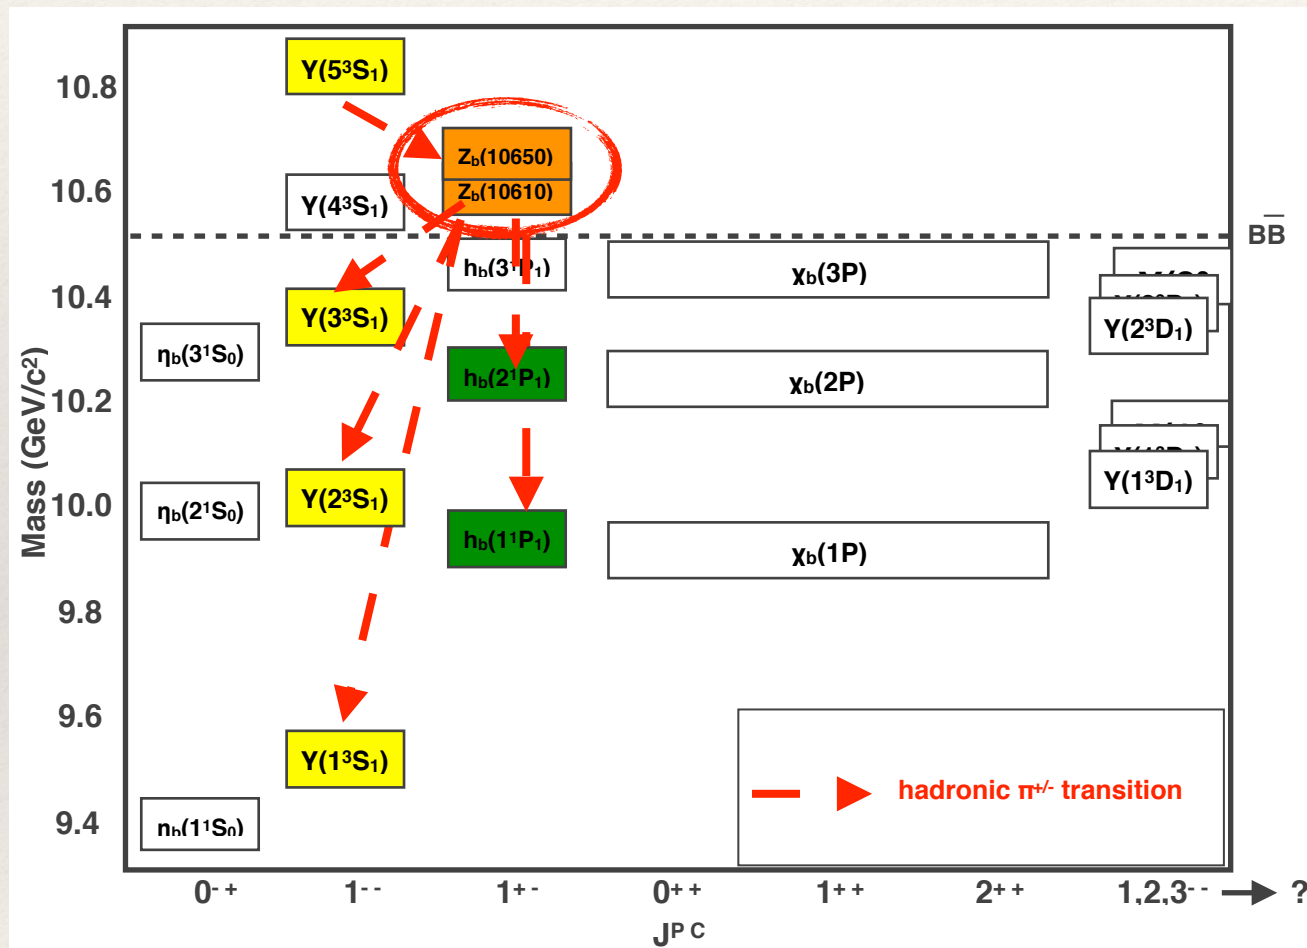 10.8
10.6
10.4
10.2
10.0
9.8
9.6
9.4
Mass (GeV/c²)
Y(5³S₁)
Z_b(10650)
Z_b(10610)
Y(4³S₁)
BB̅
h_b(3¹P₁)
χ_b(3P)
Y(3³S₁)
Y(2³D₁)
η_b(3¹S₀)
h_b(2¹P₁)
χ_b(2P)
Y(2³S₁)
Y(1³D₁)
η_b(2¹S₀)
h_b(1¹P₁)
χ_b(1P)
Y(1³S₁)
hadronic π⁺/⁻ transition
η_b(1¹S₀)
0⁻⁺ 1⁻⁻ 1⁺⁻ 0⁺⁺ 1⁺⁺ 2⁺⁺ 1,2,3⁻⁻ ?
J^PC